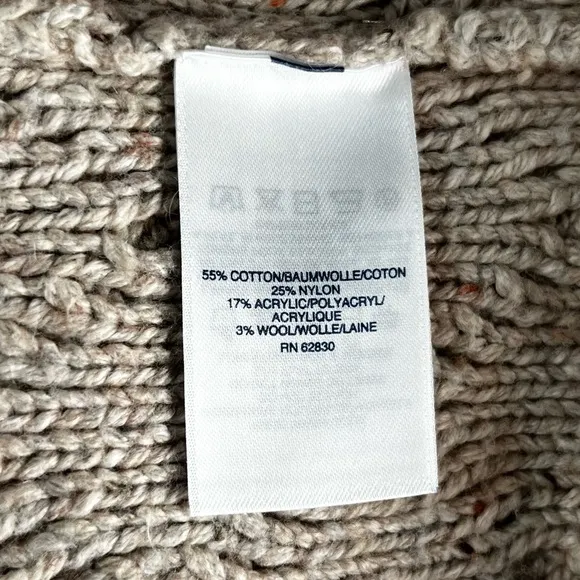 55% COTTON/BAUMWOLLE/COTON
25% NYLON
17% ACRYLIC/POLYACRYL/
ACRYLIQUE
3% WOOL/WOLLE/LAINE
RN 62830